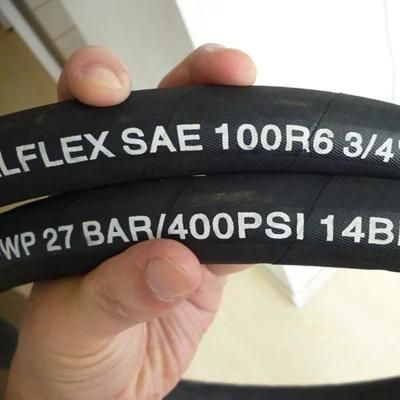 LFLEX SAE 100R6 3/4"
WP 27 BAR/400PSI 14B